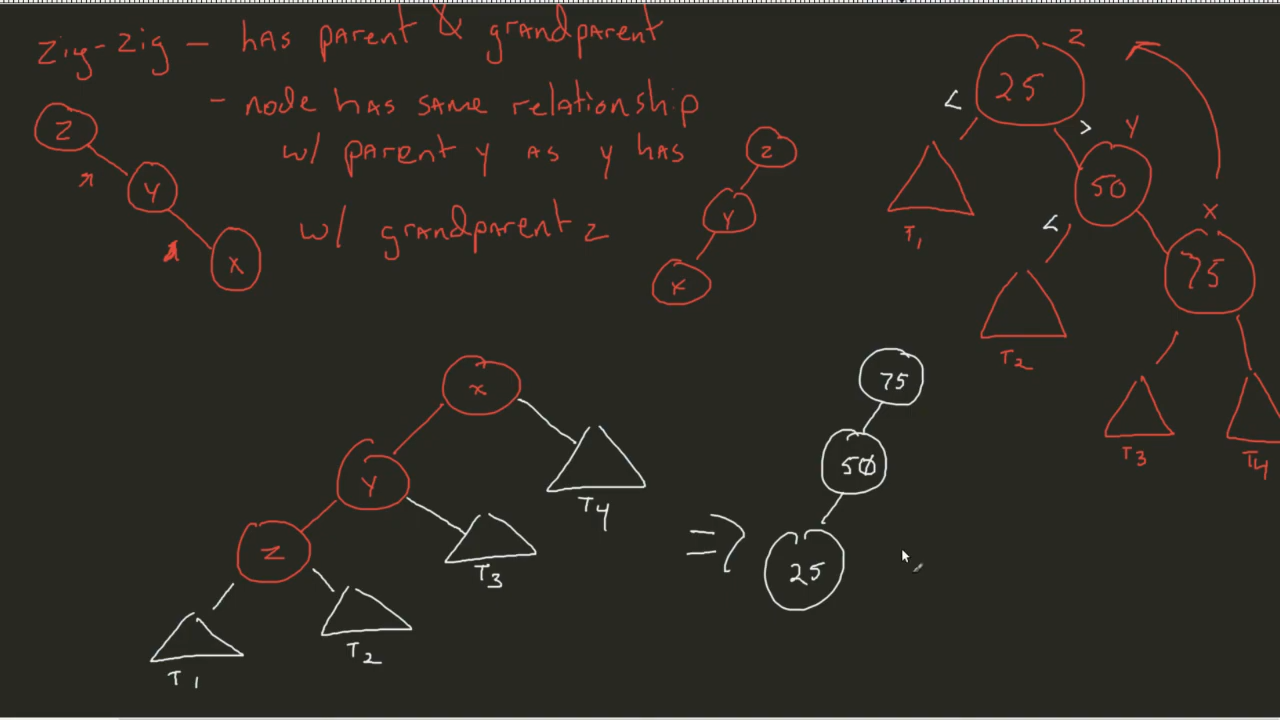 Zig-Zig - has parent & grandparent
- node has same relationship
w/ parent y as y has
w/ grandparent z
z
y
x
z
y
x
z
25
<
>
y
50
<
x
75
T1
T2
T3
T4
x
y
z
T1
T2
T3
T4
=>
75
50
25